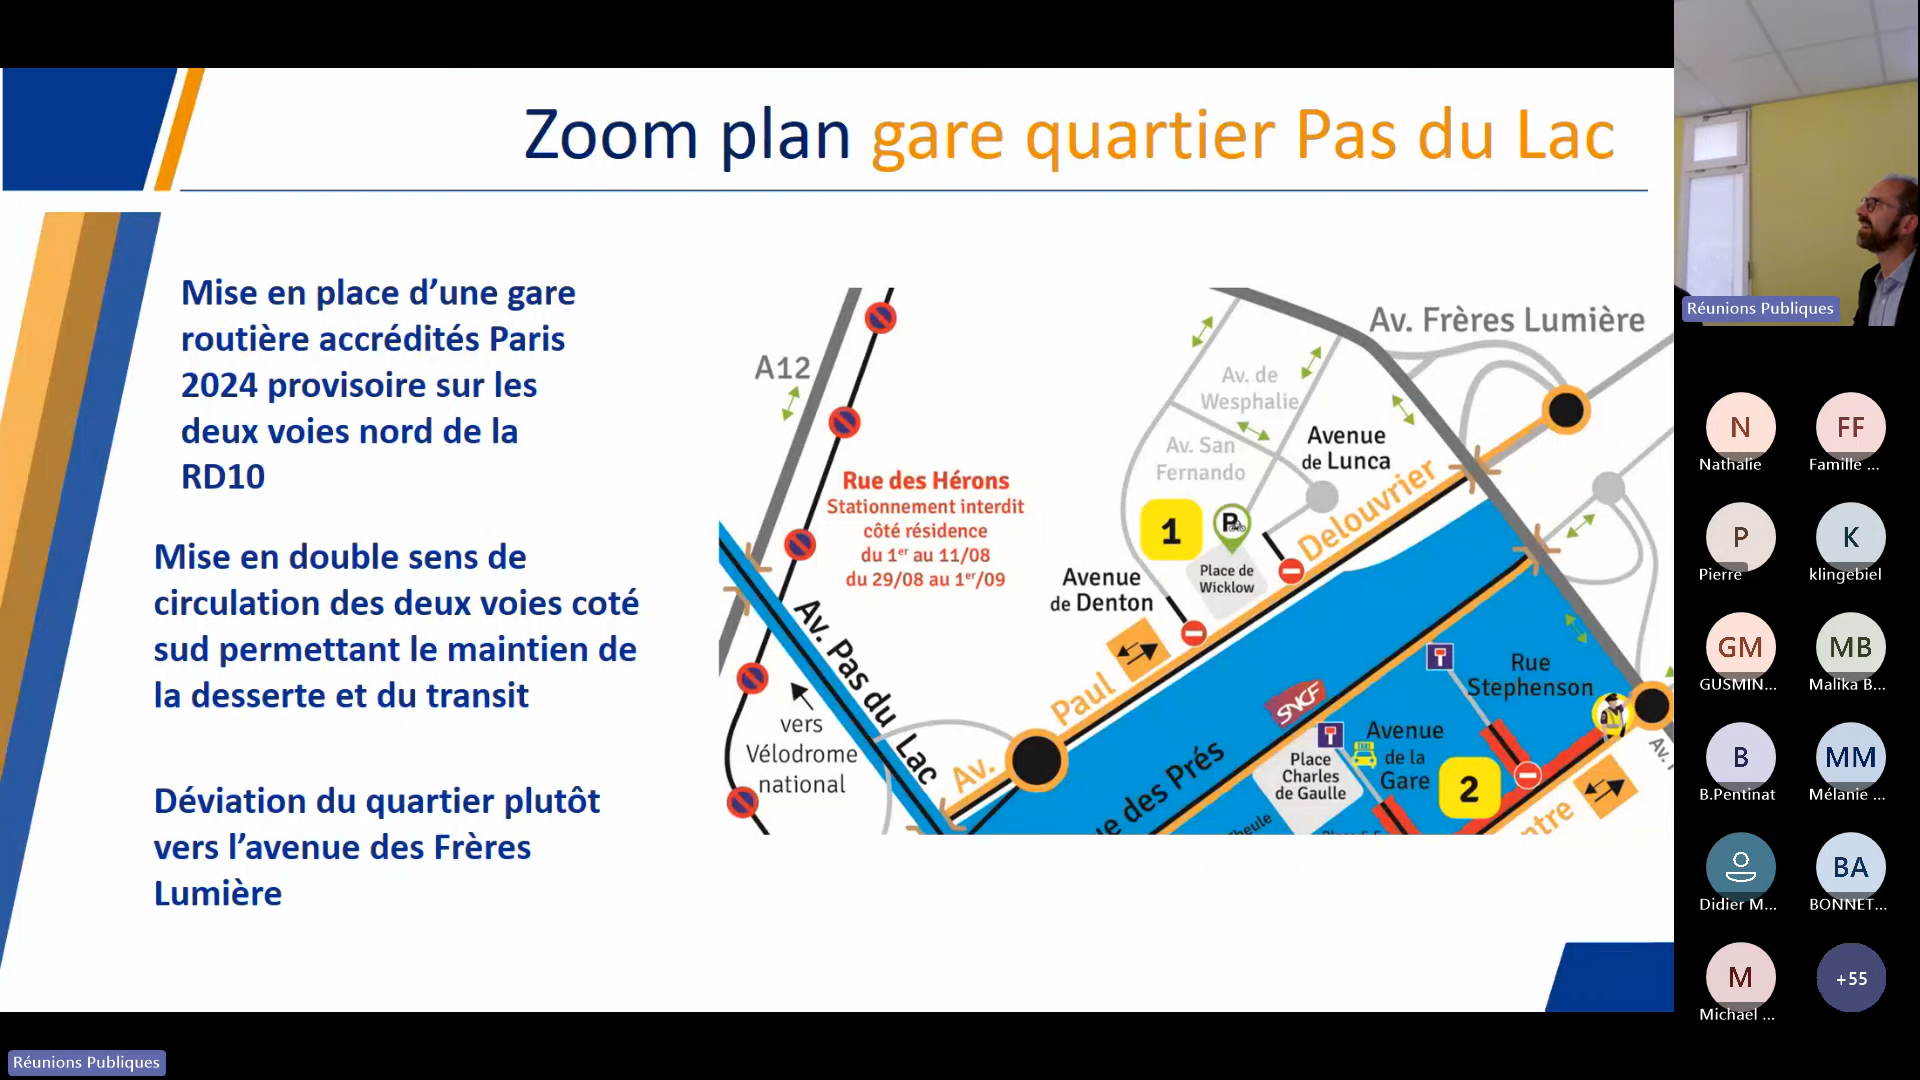 Zoom plan gare quartier Pas du Lac
Mise en place d’une gare
routière accrédités Paris
2024 provisoire sur les
deux voies nord de la
RD10
Mise en double sens de
circulation des deux voies coté
sud permettant le maintien de
la desserte et du transit
Déviation du quartier plutôt
vers l’avenue des Frères
Lumière
A12
Av. Frères Lumière
Av. de
Wesphalie
Av. San
Fernando
Avenue
de Lunca
Rue des Hérons
Stationnement interdit
côté résidence
du 1er au 11/08
du 29/08 au 1er/09
1
P
Place de
Wicklow
Avenue
de Denton
Av. Paul Delouvrier
Av. Pas du Lac
vers
Vélodrome
national
SNCF
Rue
Stephenson
Avenue
de la
Gare
Place
Charles
de Gaulle
2
e des Prés
ntre
Réunions Publiques
N
Nathalie
FF
Famille ...
P
Pierre
K
klingebiel
GM
GUSMIN...
MB
Malika B...
B
B.Pentinat
MM
Mélanie ...
Didier M...
BA
BONNET...
M
Michael ...
+55
Réunions Publiques